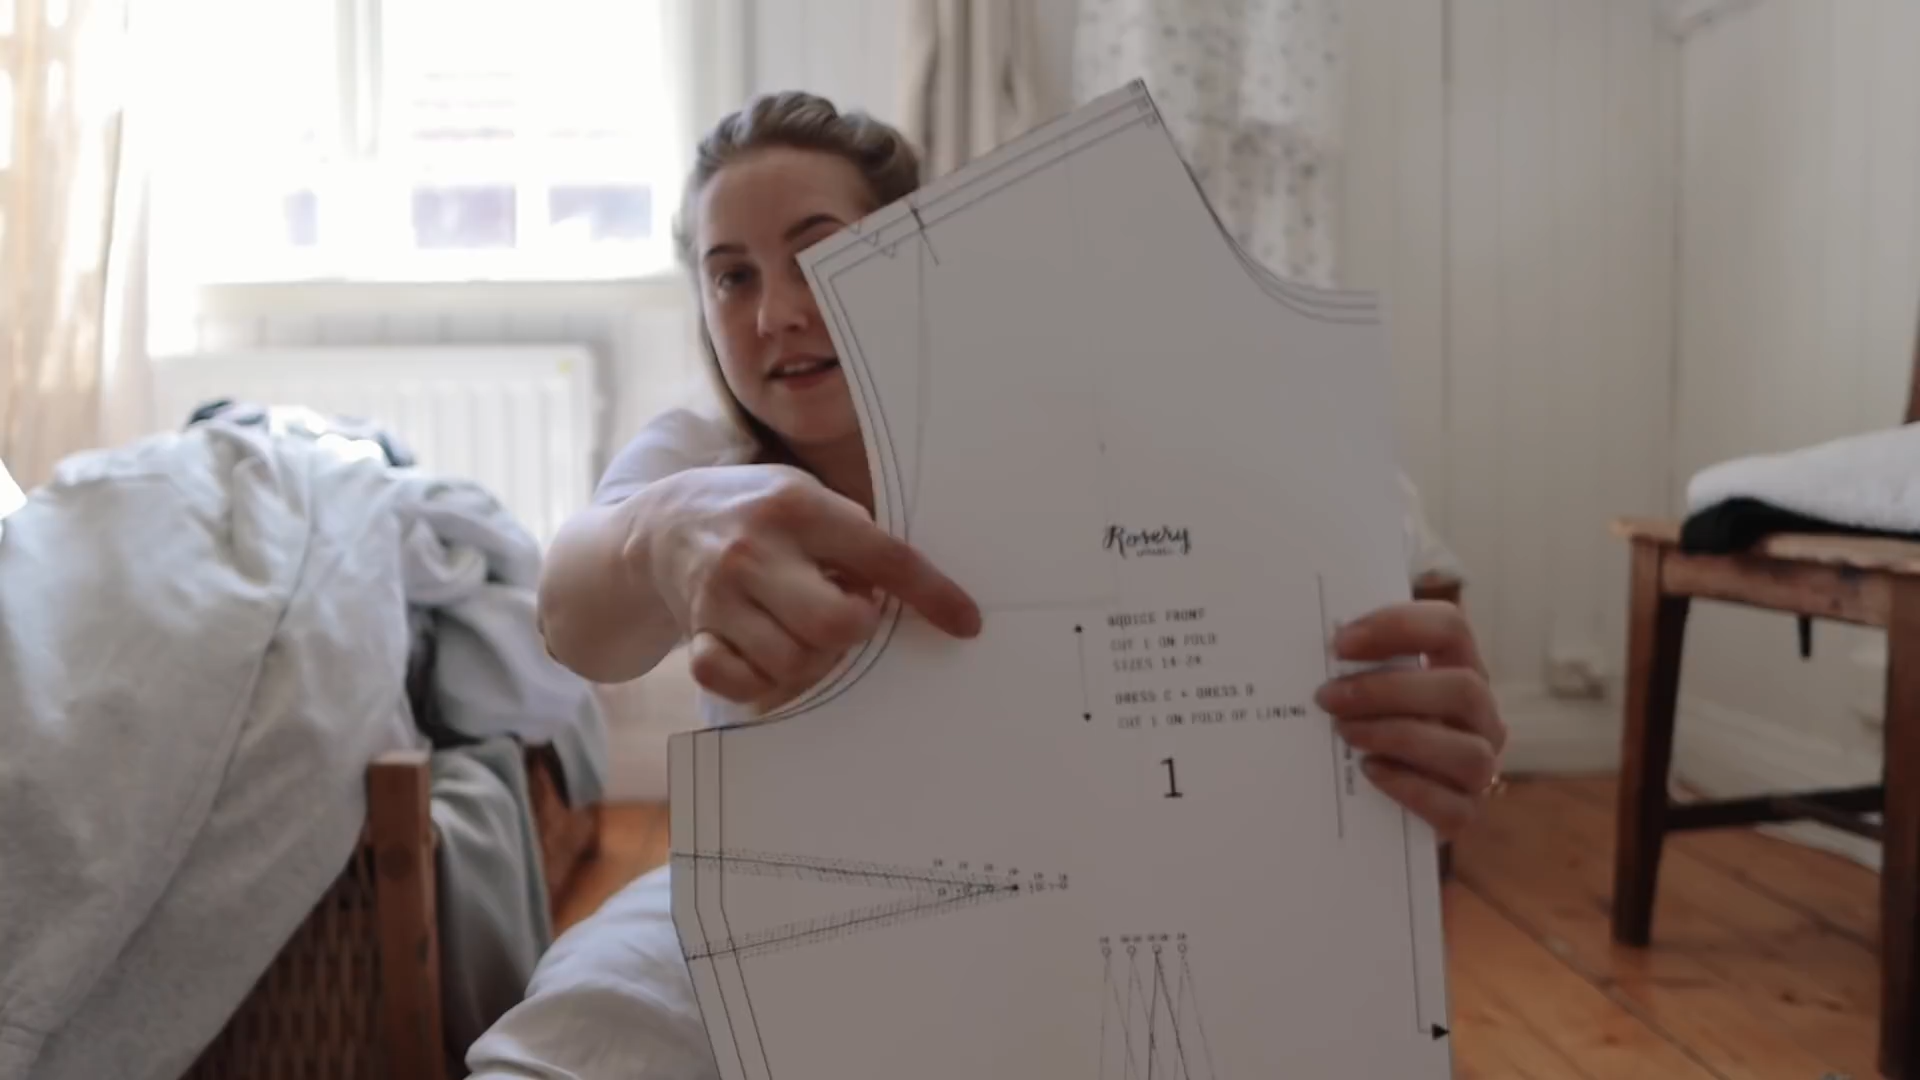 Rosery
APPAREL
BODICE FRONT
CUT 1 ON FOLD
SIZES 14-24
DRESS C + DRESS D
CUT 1 ON FOLD OF LINING
1